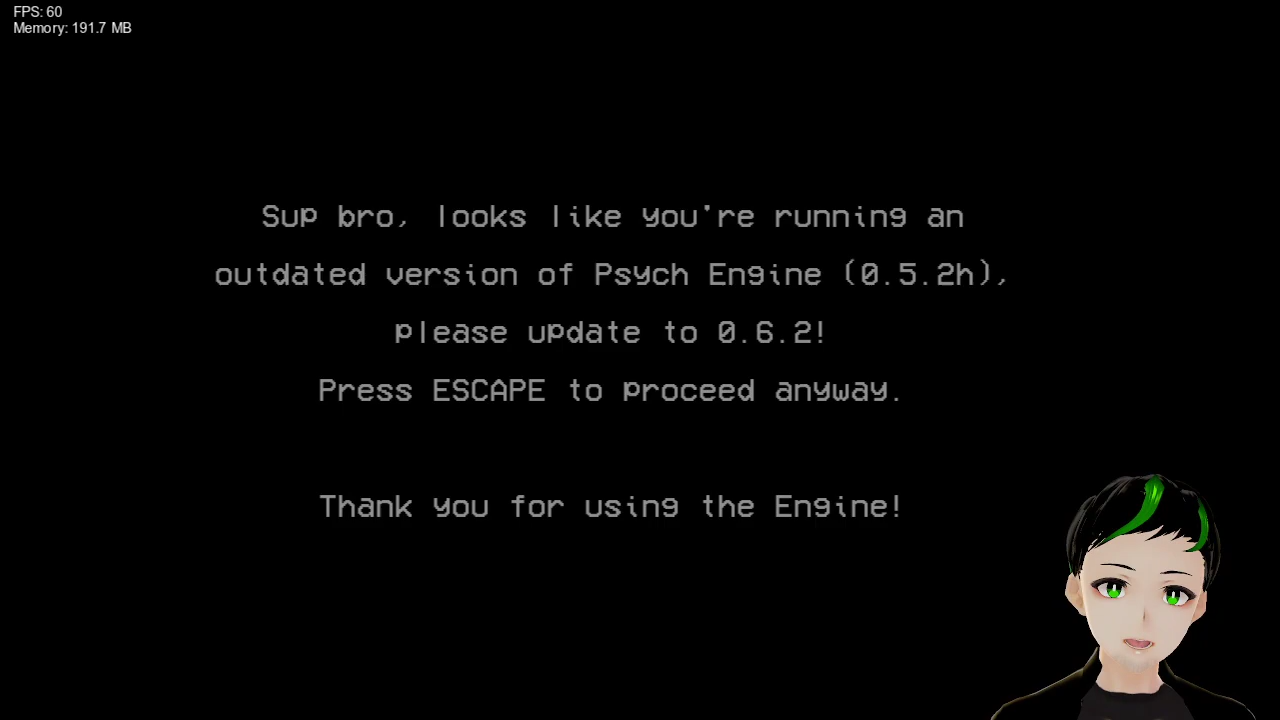 FPS: 60
Memory: 191.7 MB
Sup bro, looks like you're running an
outdated version of Psych Engine (0.5.2h),
please update to 0.6.2!
Press ESCAPE to proceed anyway.
Thank you for using the Engine!